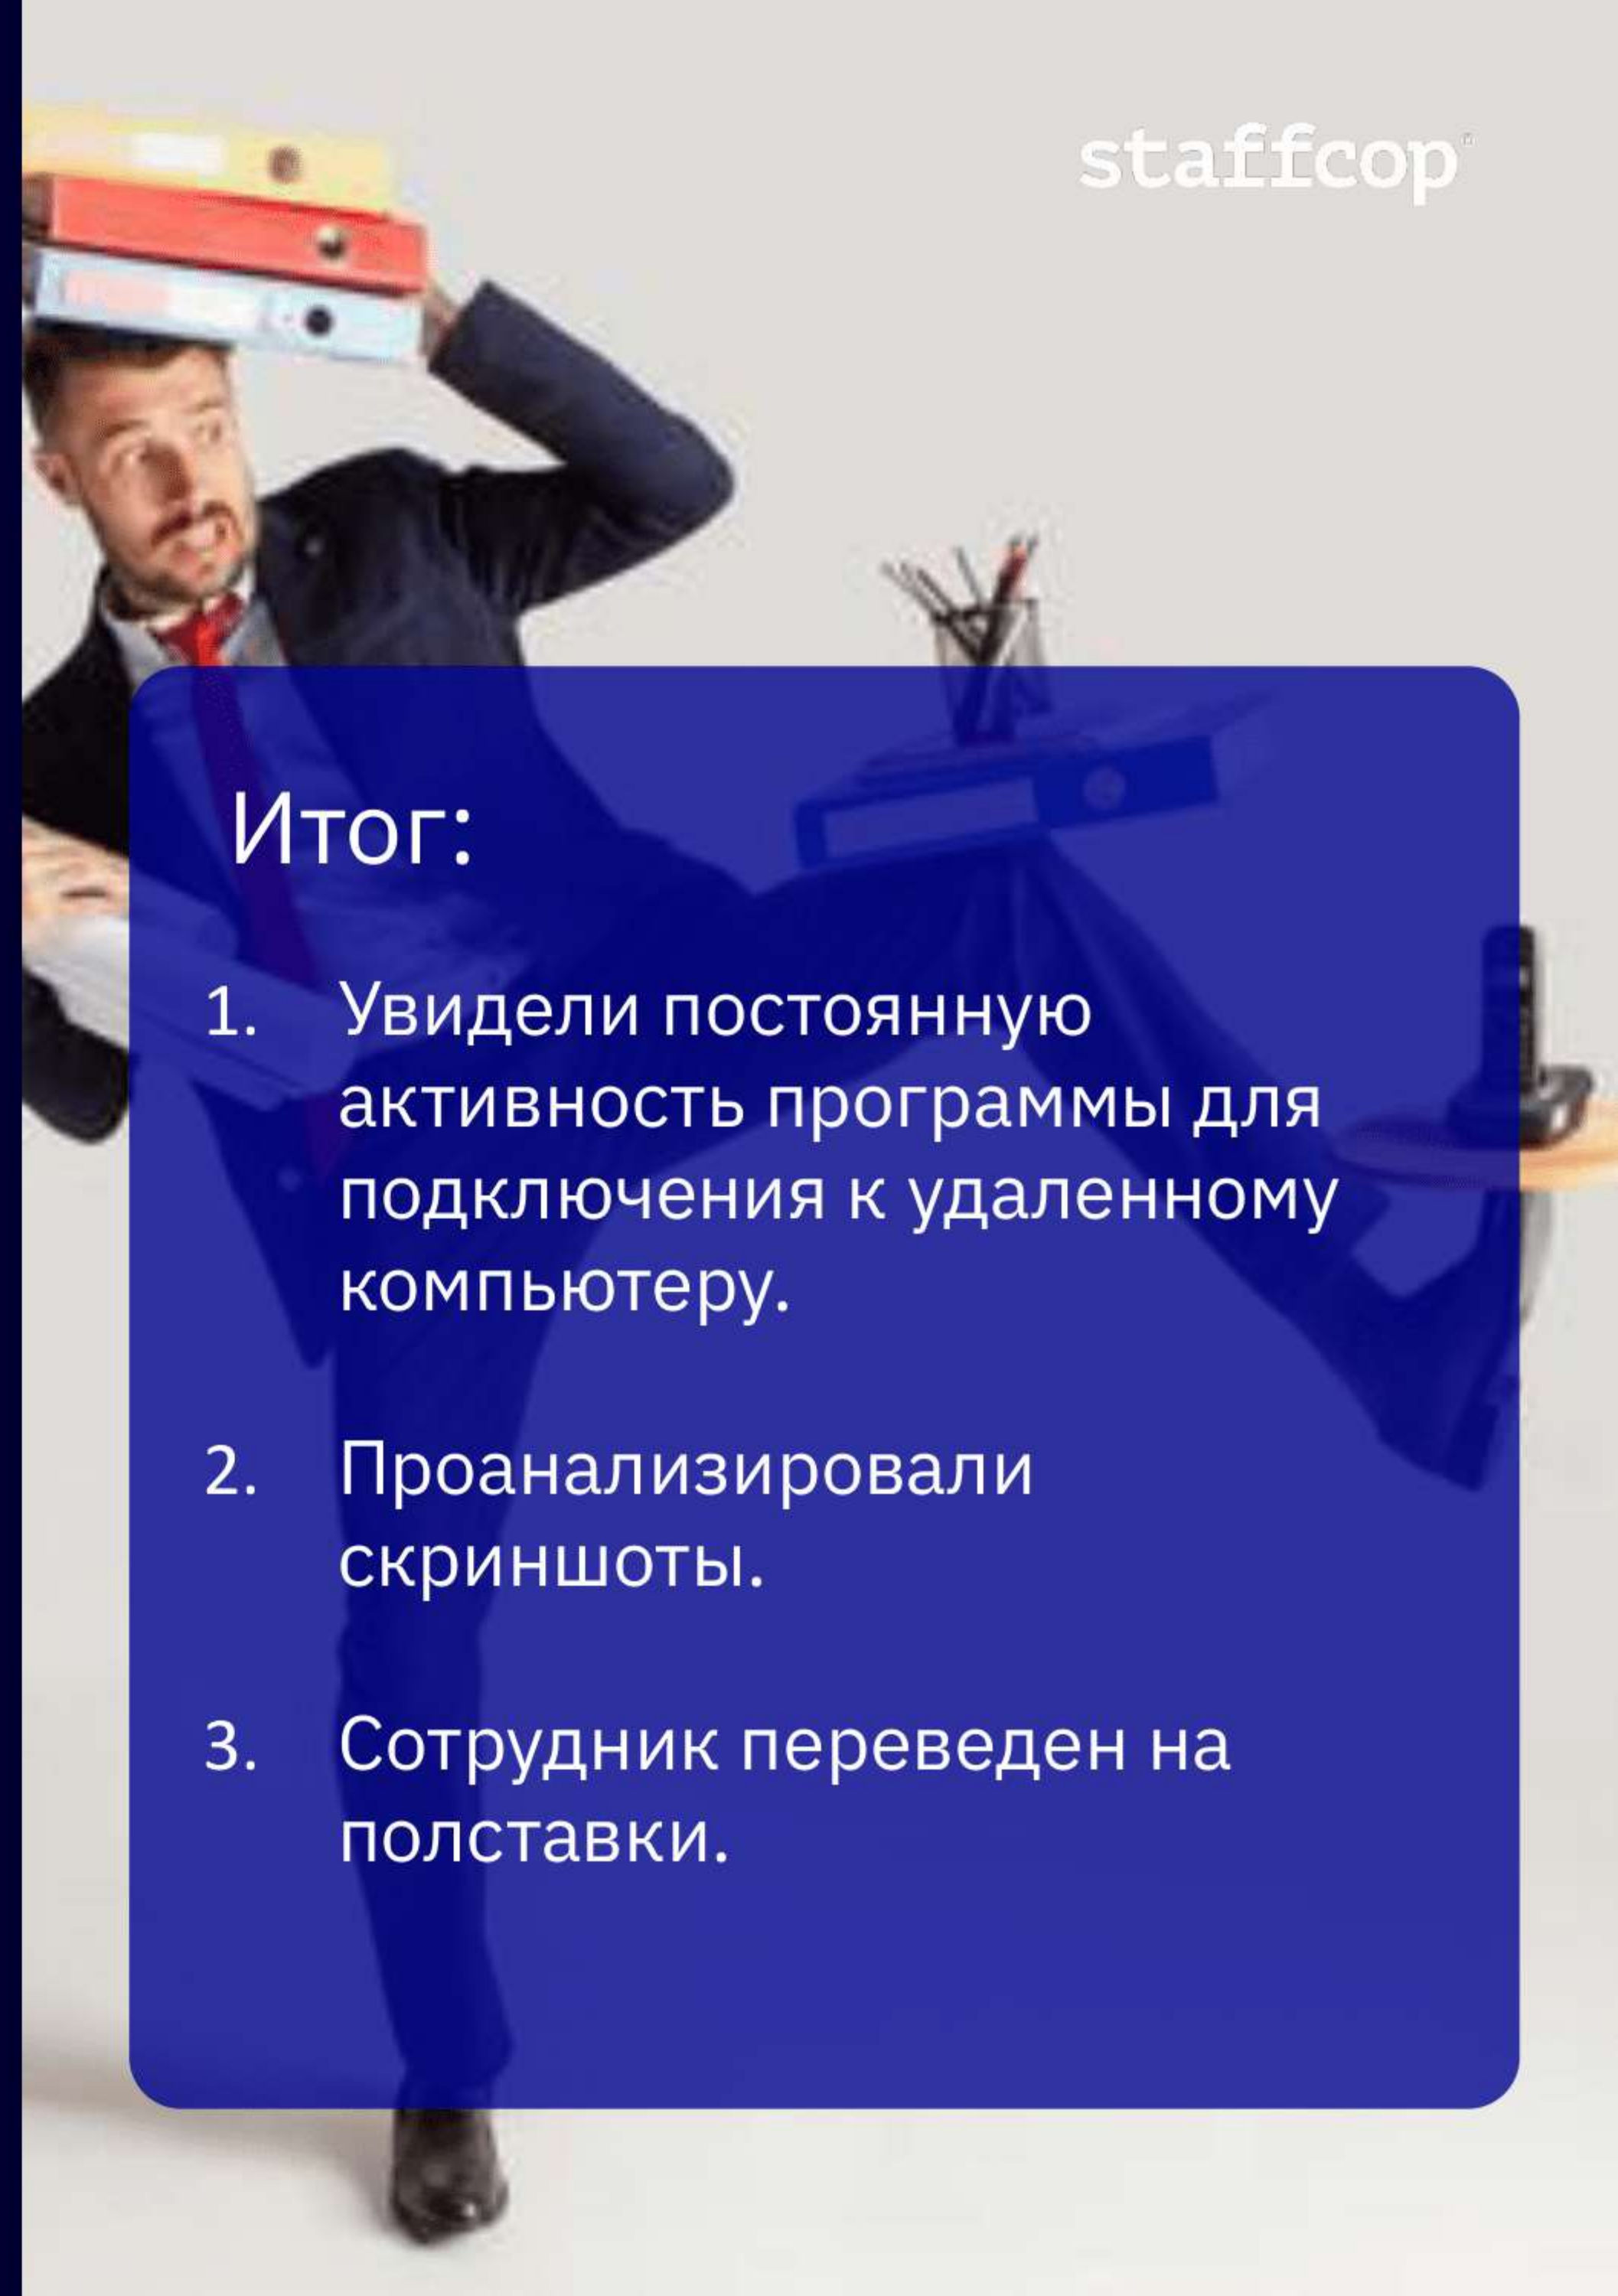 staffcop
Итог:
1. Увидели постоянную
активность программы для
подключения к удаленному
компьютеру.
2. Проанализировали
скриншоты.
3. Сотрудник переведен на
полставки.